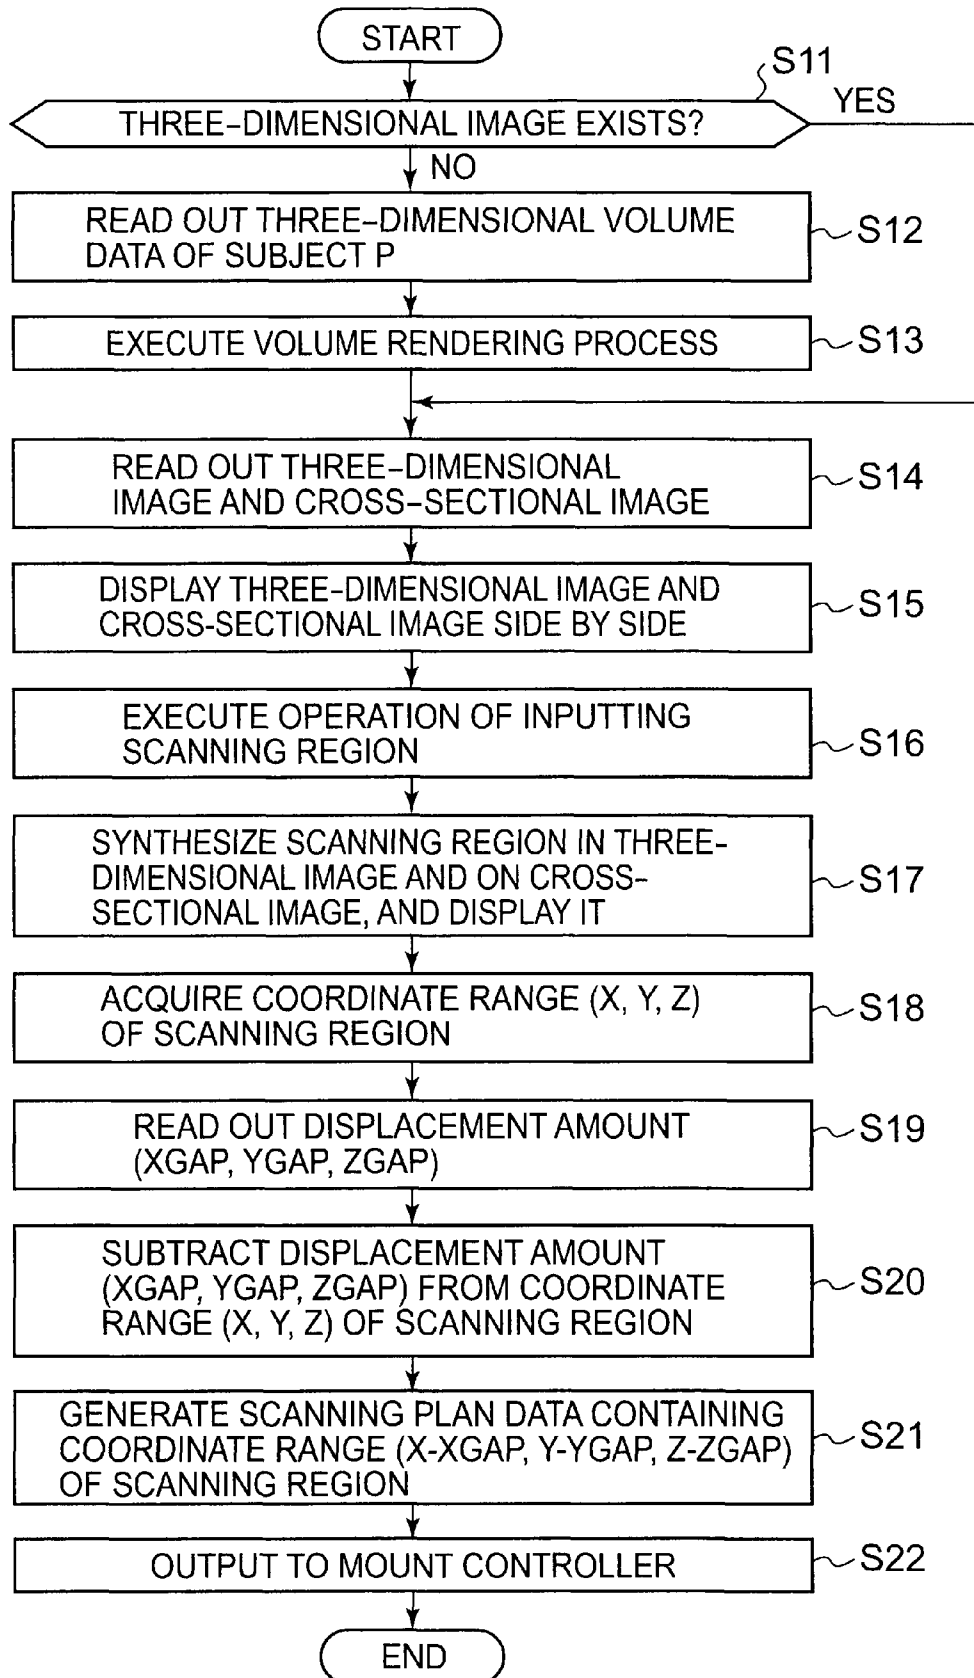 START
S11
THREE-DIMENSIONAL IMAGE EXISTS?
YES
NO
READ OUT THREE-DIMENSIONAL VOLUME
DATA OF SUBJECT P
S12
EXECUTE VOLUME RENDERING PROCESS
S13
READ OUT THREE-DIMENSIONAL
IMAGE AND CROSS-SECTIONAL IMAGE
S14
DISPLAY THREE-DIMENSIONAL IMAGE AND
CROSS-SECTIONAL IMAGE SIDE BY SIDE
S15
EXECUTE OPERATION OF INPUTTING
SCANNING REGION
S16
SYNTHESIZE SCANNING REGION IN THREE-
DIMENSIONAL IMAGE AND ON CROSS-
SECTIONAL IMAGE, AND DISPLAY IT
S17
ACQUIRE COORDINATE RANGE (X, Y, Z)
OF SCANNING REGION
S18
READ OUT DISPLACEMENT AMOUNT
(XGAP, YGAP, ZGAP)
S19
SUBTRACT DISPLACEMENT AMOUNT
(XGAP, YGAP, ZGAP) FROM COORDINATE
RANGE (X, Y, Z) OF SCANNING REGION
S20
GENERATE SCANNING PLAN DATA CONTAINING
COORDINATE RANGE (X-XGAP, Y-YGAP, Z-ZGAP)
OF SCANNING REGION
S21
OUTPUT TO MOUNT CONTROLLER
S22
END